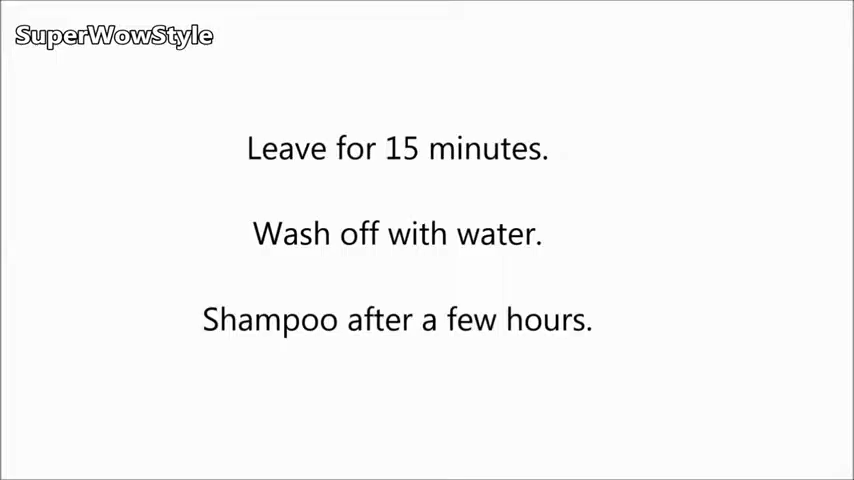 SuperWowStyle
Leave for 15 minutes.
Wash off with water.
Shampoo after a few hours.